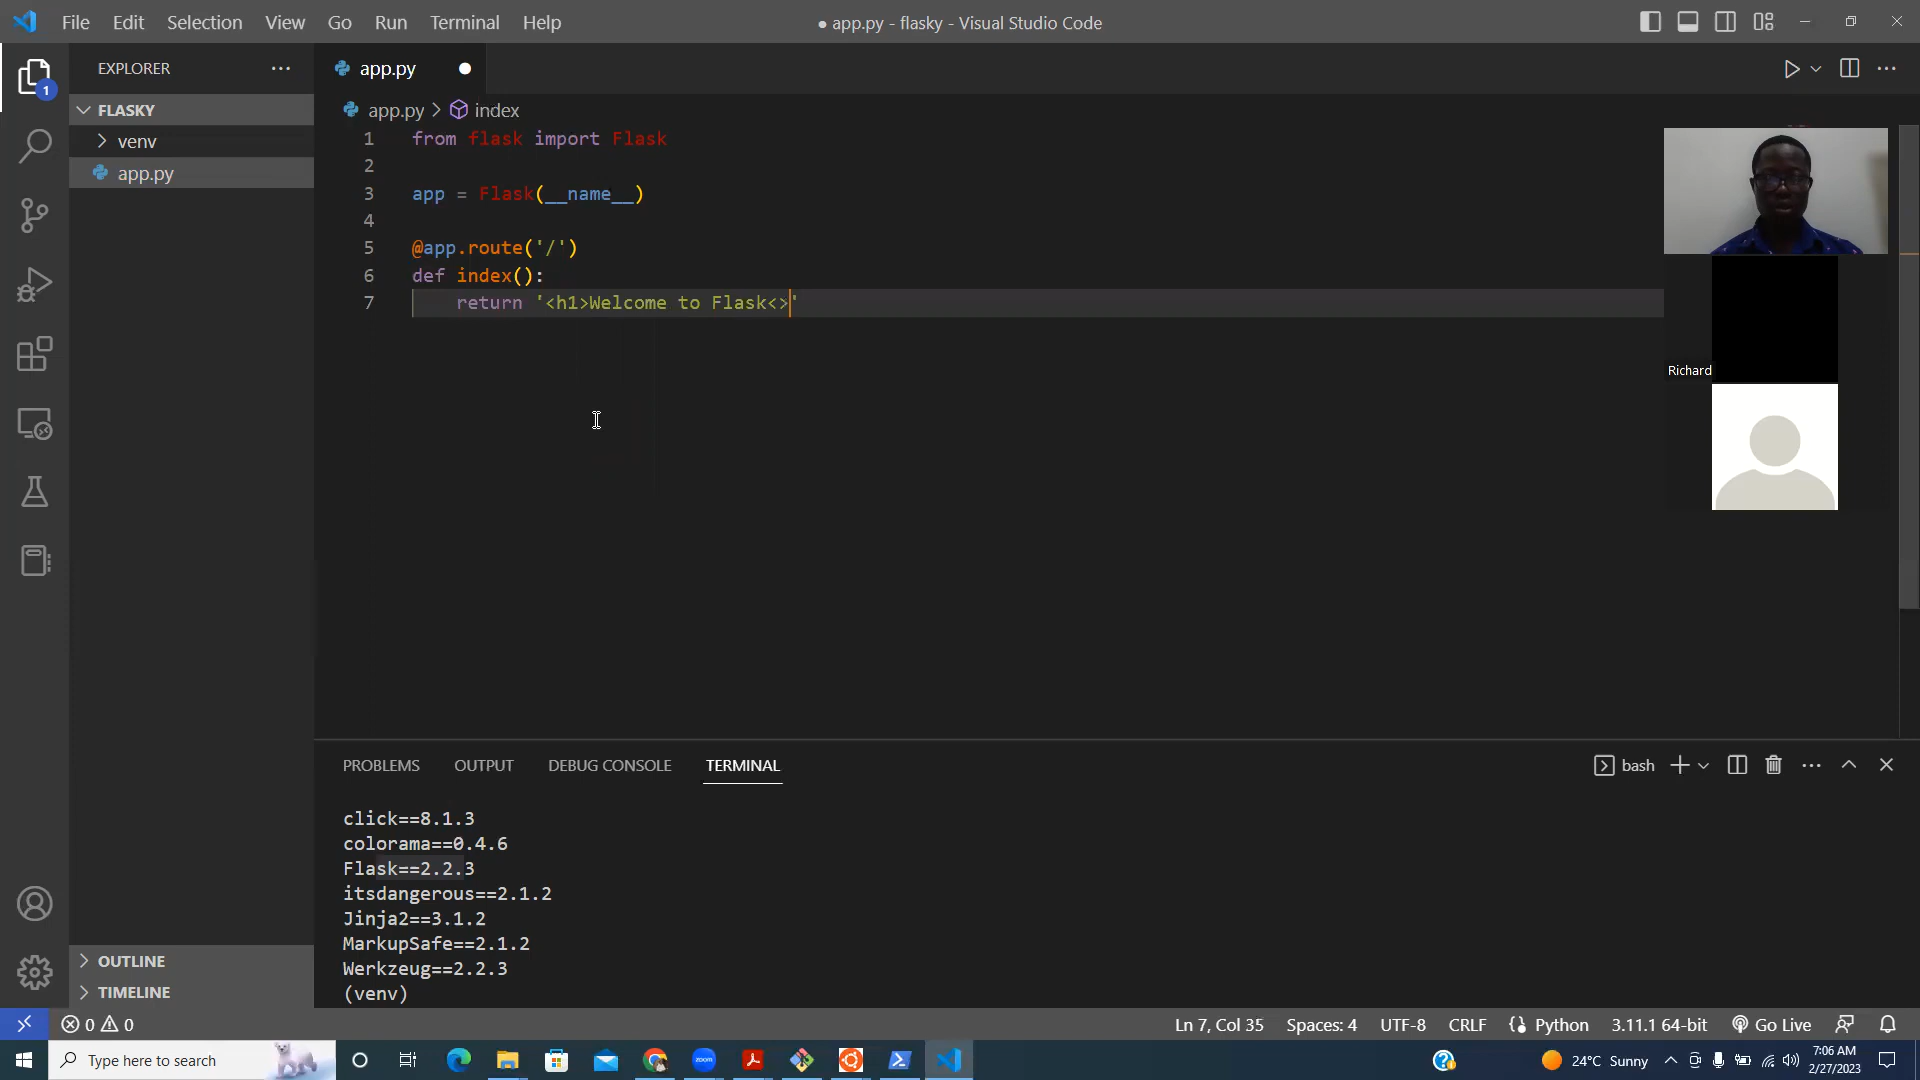 File Edit Selection View Go Run Terminal Help
● app.py - flasky - Visual Studio Code
1
EXPLORER
FLASKY
venv
app.py
OUTLINE
TIMELINE
app.py
app.py > index
1 from flask import Flask
2
3 app = Flask(__name__)
4
5 @app.route('/')
6 def index():
7 return '<h1>Welcome to Flask<>'
Richard
PROBLEMS OUTPUT DEBUG CONSOLE TERMINAL
bash
click==8.1.3
colorama==0.4.6
Flask==2.2.3
itsdangerous==2.1.2
Jinja2==3.1.2
MarkupSafe==2.1.2
Werkzeug==2.2.3
(venv)
0 0
Ln 7, Col 35 Spaces: 4 UTF-8 CRLF Python 3.11.1 64-bit Go Live
Type here to search
zoom
24°C Sunny
7:06 AM
2/27/2023